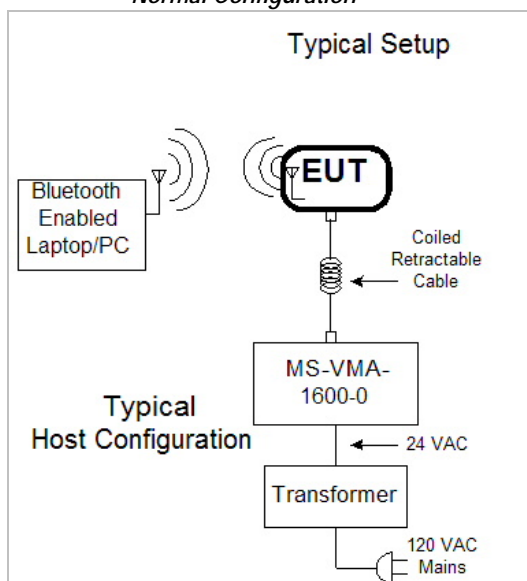 Normal Configuration
Typical Setup
EUT
Bluetooth
Enabled
Laptop/PC
Coiled
Retractable
Cable
MS-VMA-
1600-0
Typical
Host Configuration
24 VAC
Transformer
120 VAC
Mains